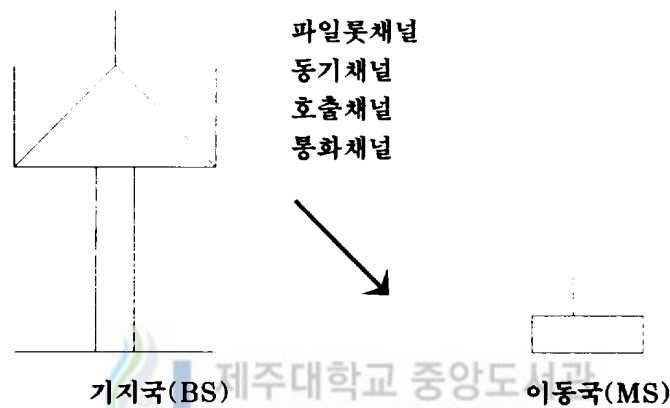 파일롯채널
동기채널
호출채널
통화채널
제주대학교 중앙도서관
기지국(BS)
이동국(MS)